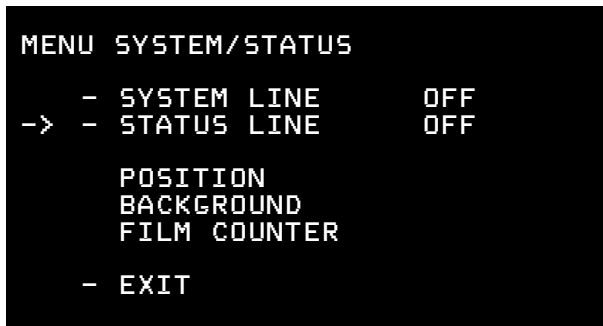 MENU SYSTEM/STATUS
- SYSTEM LINE OFF
-> - STATUS LINE OFF
POSITION
BACKGROUND
FILM COUNTER
- EXIT